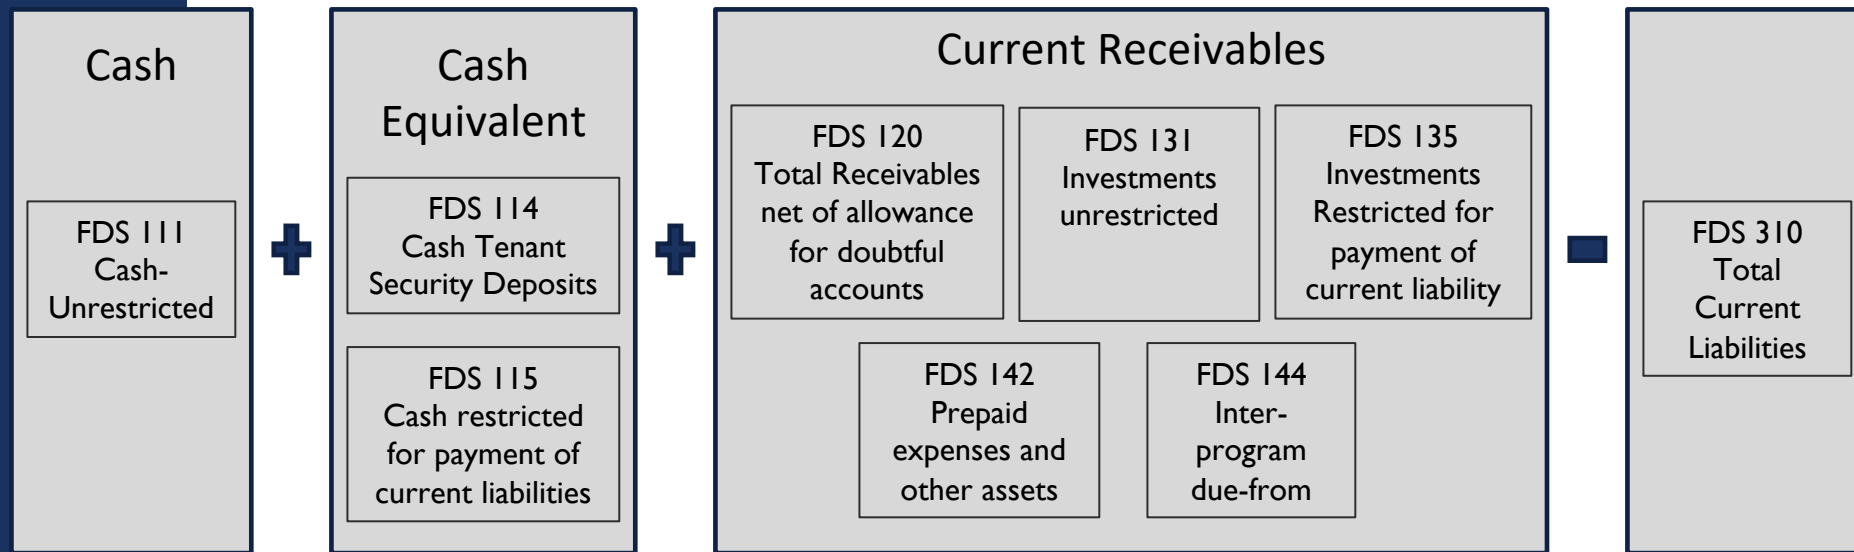 Cash
FDS 111
Cash-
Unrestricted
Cash
Equivalent
FDS 114
Cash Tenant
Security Deposits
FDS 115
Cash restricted
for payment of
current liabilities
Current Receivables
FDS 120
Total Receivables
net of allowance
for doubtful
accounts
FDS 131
Investments
unrestricted
FDS 135
Investments
Restricted for
payment of
current liability
FDS 142
Prepaid
expenses and
other assets
FDS 144
Inter-
program
due-from
FDS 310
Total
Current
Liabilities